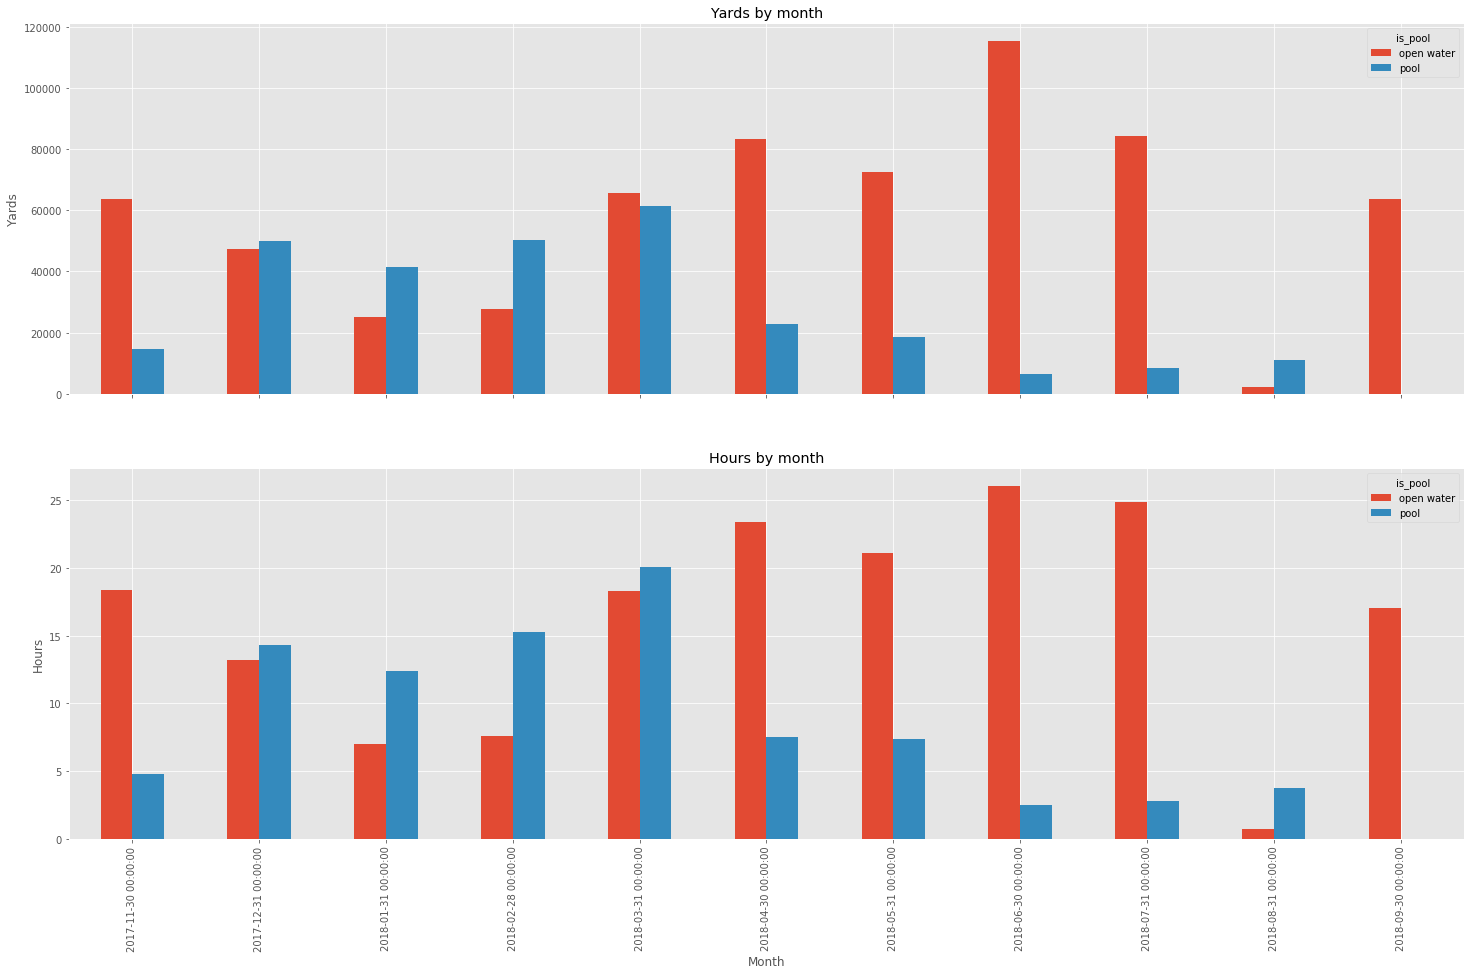 Yards by month
is_pool
open water
pool
120000
100000
80000
60000
40000
20000
0
Yards
Hours by month
is_pool
open water
pool
25
20
15
10
5
0
Hours
2017-11-30 00:00:00
2017-12-31 00:00:00
2018-01-31 00:00:00
2018-02-28 00:00:00
2018-03-31 00:00:00
2018-04-30 00:00:00
2018-05-31 00:00:00
2018-06-30 00:00:00
2018-07-31 00:00:00
2018-08-31 00:00:00
2018-09-30 00:00:00
Month